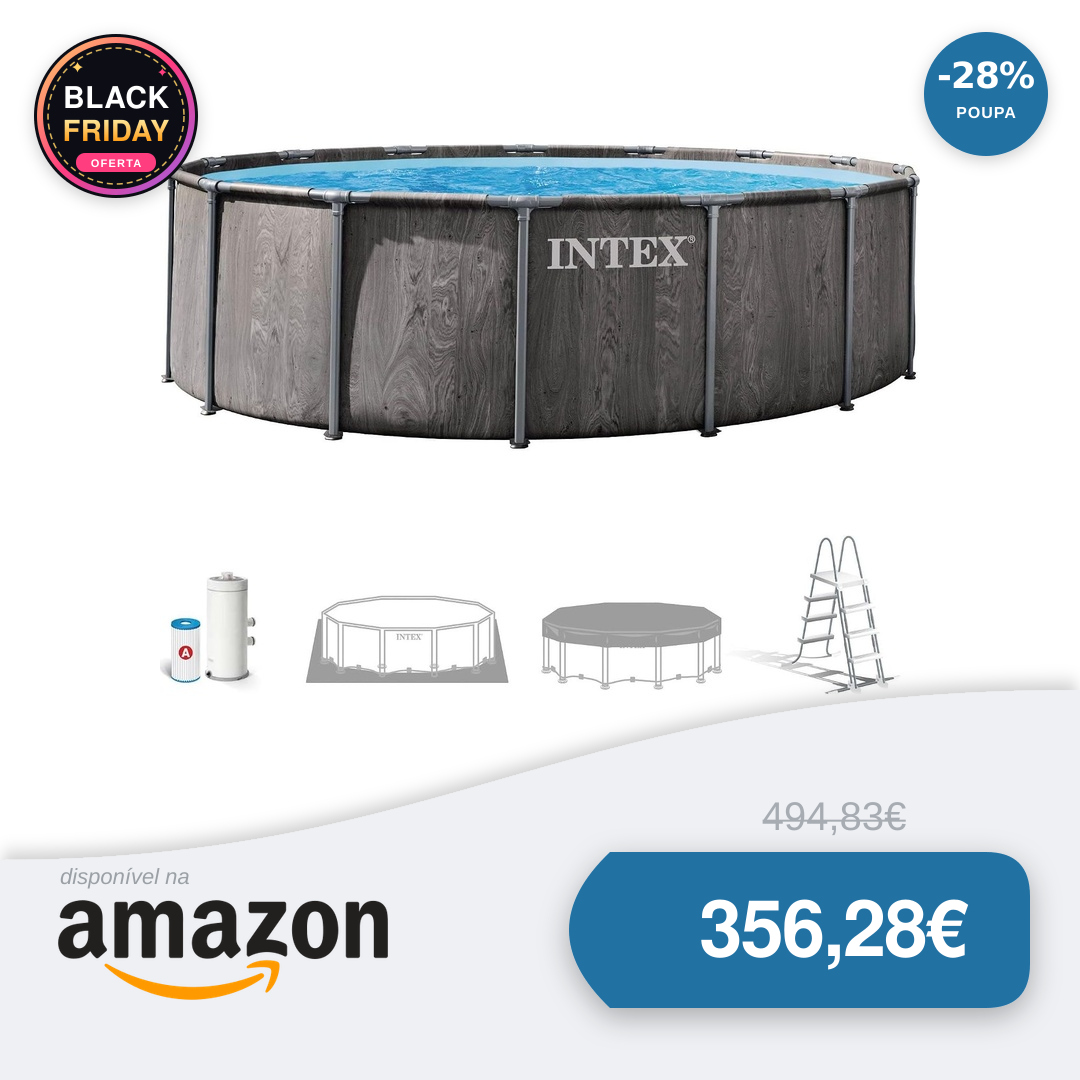 BLACK
FRIDAY
OFERTA
-28%
POUPA
INTEX®
A
INTEX
494,83€
disponível na
amazon
356,28€